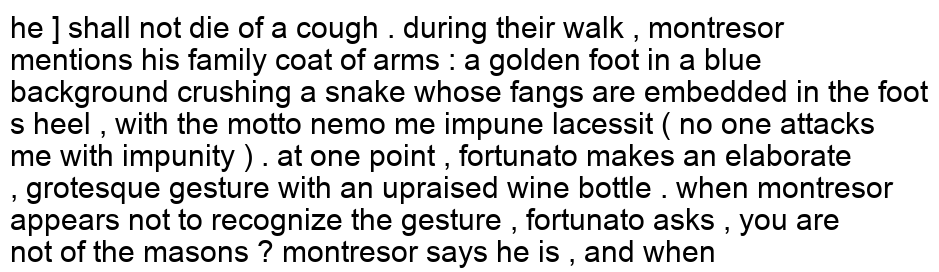 he ] shall not die of a cough . during their walk , montresor
mentions his family coat of arms : a golden foot in a blue
background crushing a snake whose fangs are embedded in the foot
s heel , with the motto nemo me impune lacessit ( no one attacks
me with impunity ) . at one point , fortunato makes an elaborate
, grotesque gesture with an upraised wine bottle . when montresor
appears not to recognize the gesture , fortunato asks , you are
not of the masons ? montresor says he is , and when